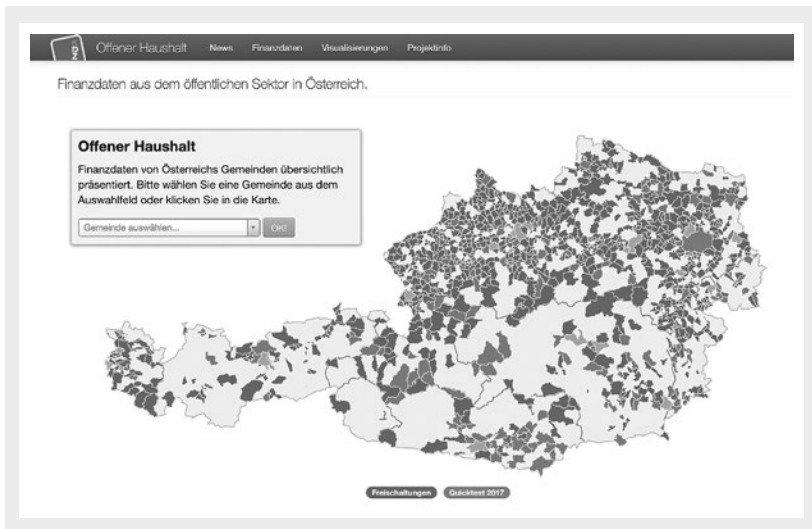 KDZ
Offener Haushalt News Finanzdaten Visualisierungen Projektinfo
Finanzdaten aus dem öffentlichen Sektor in Österreich.
Offener Haushalt
Finanzdaten von Österreichs Gemeinden übersichtlich
präsentiert. Bitte wählen Sie eine Gemeinde aus dem
Auswahlfeld oder klicken Sie in die Karte.
Gemeinde auswählen... OK!
Freischaltungen Quicktest 2017